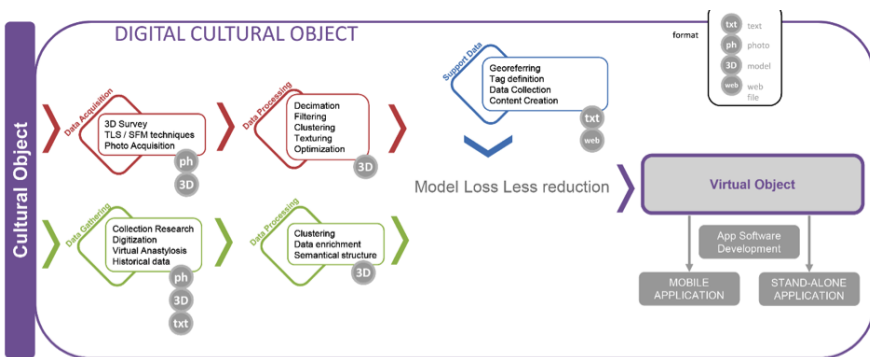 DIGITAL CULTURAL OBJECT
format
txt text
ph photo
3D model
web web
file
Cultural Object
Data Acquisition
3D Survey
TLS / SFM techniques
Photo Acquisition
ph
3D
Data Processing
Decimation
Filtering
Clustering
Texturing
Optimization
3D
Support Data
Georeferring
Tag definition
Data Collection
Content Creation
txt
web
Model Loss Less reduction
Data Gathering
Collection Research
Digitization
Virtual Anastylosis
Historical data
ph
3D
txt
Data Processing
Clustering
Data enrichment
Semantical structure
3D
Virtual Object
App Software
Development
MOBILE
APPLICATION
STAND-ALONE
APPLICATION